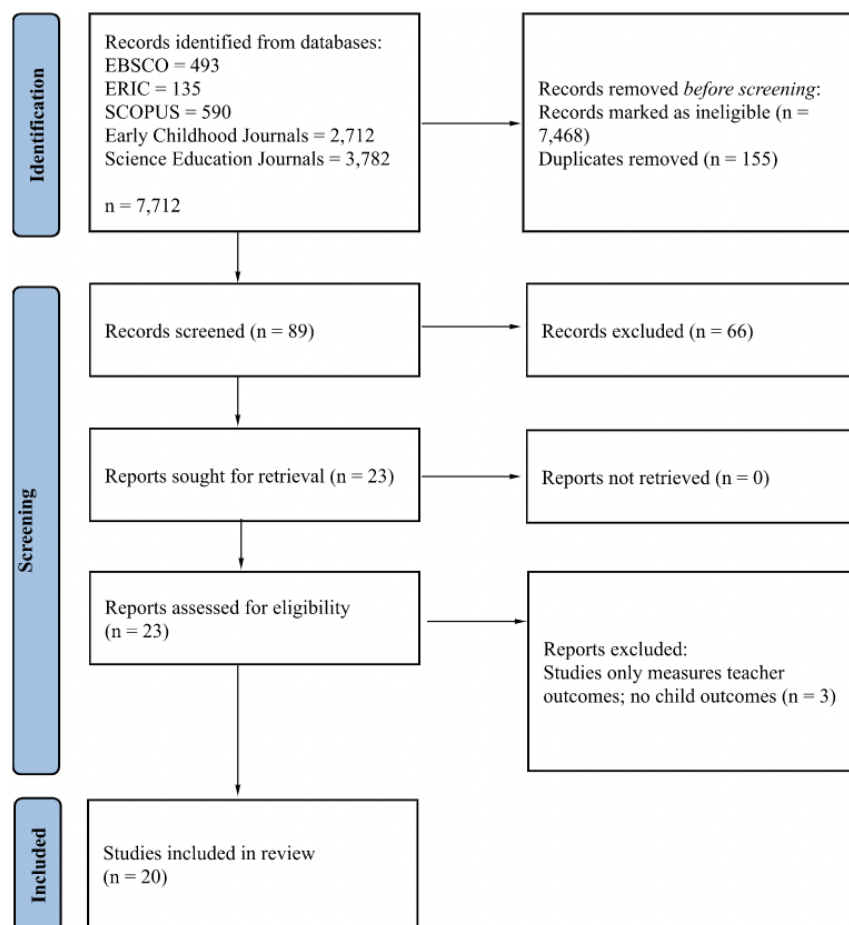 Identification
Records identified from databases:
EBSCO = 493
ERIC = 135
SCOPUS = 590
Early Childhood Journals = 2,712
Science Education Journals = 3,782
n = 7,712
Records removed before screening:
Records marked as ineligible (n =
7,468)
Duplicates removed (n = 155)
Screening
Records screened (n = 89)
Records excluded (n = 66)
Reports sought for retrieval (n = 23)
Reports not retrieved (n = 0)
Reports assessed for eligibility
(n = 23)
Reports excluded:
Studies only measures teacher
outcomes; no child outcomes (n = 3)
Included
Studies included in review
(n = 20)